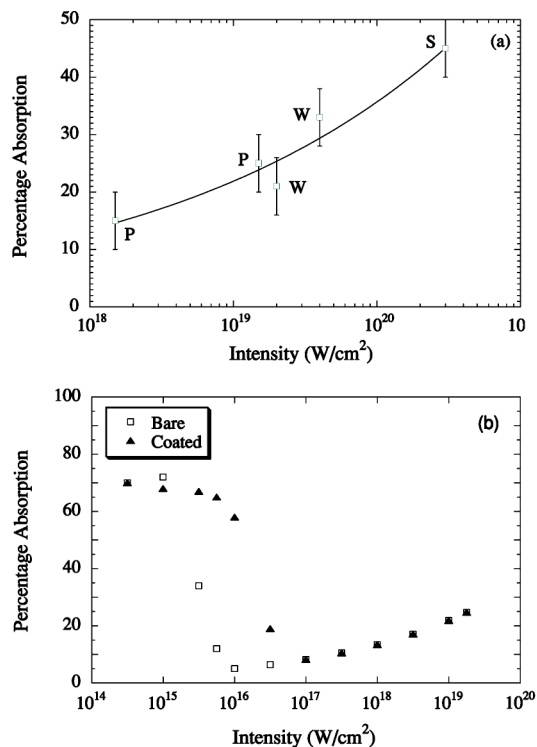 50
(a)
S
40
W
30
P
W
20
P
10
0
Percentage Absorption
10^18 10^19 10^20 10
Intensity (W/cm^2)
100
(b)
Bare
Coated
80
60
40
20
0
Percentage Absorption
10^14 10^15 10^16 10^17 10^18 10^19 10^20
Intensity (W/cm^2)